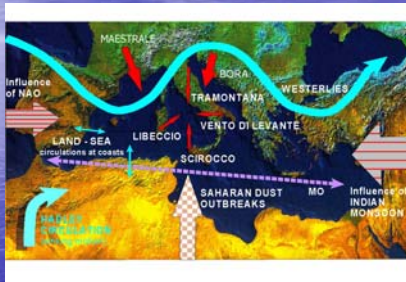 MAESTRALE
BORA
Influence
of NAO
TRAMONTANA
WESTERLIES
LAND - SEA
circulations at coasts
LIBECCIO
VENTO DI LEVANTE
SCIROCCO
SAHARAN DUST
OUTBREAKS
MO
Influence of
INDIAN
MONSOON
HADLEY
CIRCULATION